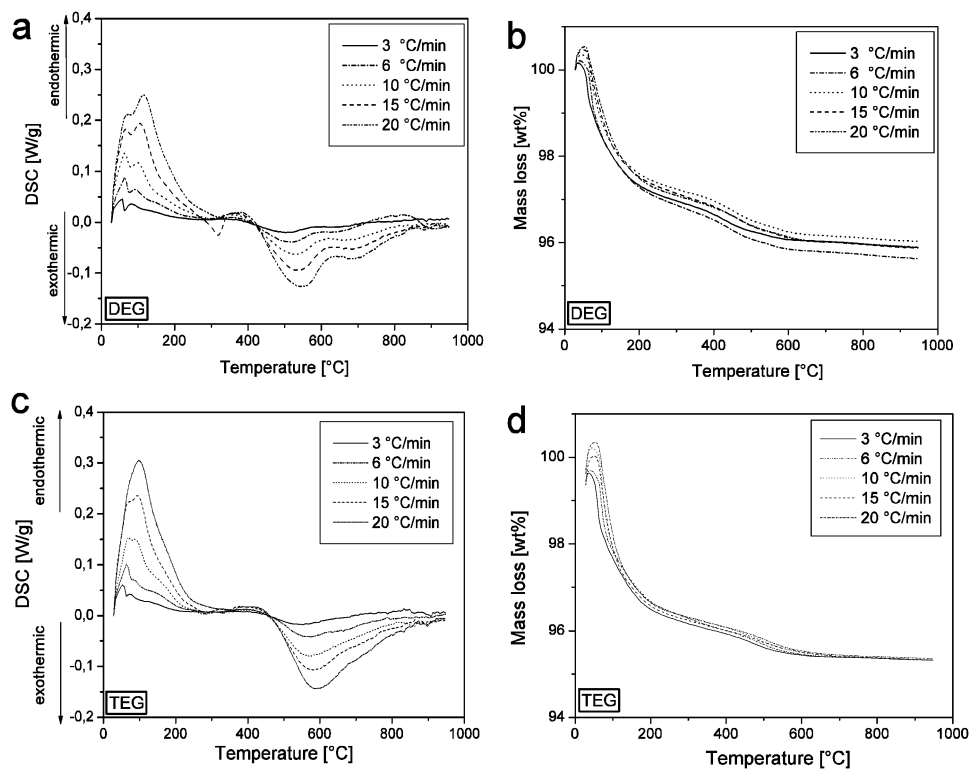 a
endothermic
exothermic
DSC [W/g]
0,4
0,3
0,2
0,1
0,0
-0,1
-0,2
3 °C/min
6 °C/min
10 °C/min
15 °C/min
20 °C/min
DEG
0
200
400
600
800
1000
Temperature [°C]
b
Mass loss [wt%]
100
98
96
94
3 °C/min
6 °C/min
10 °C/min
15 °C/min
20 °C/min
DEG
0
200
400
600
800
1000
Temperature [°C]
c
endothermic
exothermic
DSC [W/g]
0,4
0,3
0,2
0,1
0,0
-0,1
-0,2
3 °C/min
6 °C/min
10 °C/min
15 °C/min
20 °C/min
TEG
0
200
400
600
800
1000
Temperature [°C]
d
Mass loss [wt%]
100
98
96
94
3 °C/min
6 °C/min
10 °C/min
15 °C/min
20 °C/min
TEG
0
200
400
600
800
1000
Temperature [°C]